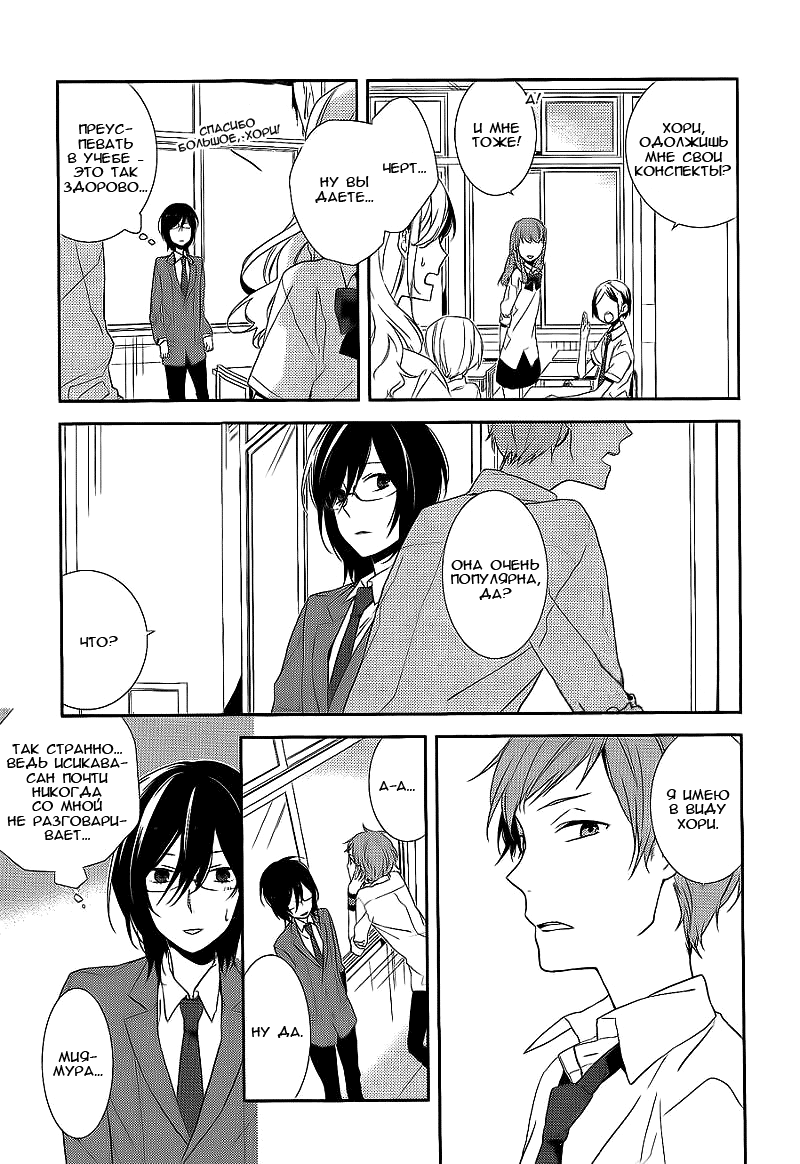 ХОРИ,
ОДОЛЖИШЬ
МНЕ СВОИ
КОНСПЕКТЫ?
ДА!
И МНЕ
ТОЖЕ!
ЧЕРТ...
НУ ВЫ
ДАЕТЕ...
СПАСИБО
БОЛЬШОЕ, ХОРИ!
ПРЕУС-
ПЕВАТЬ
В УЧЕБЕ -
ЭТО ТАК
ЗДОРОВО...
ОНА ОЧЕНЬ
ПОПУЛЯРНА,
ДА?
ЧТО?
Я ИМЕЮ
В ВИДУ
ХОРИ.
А-А...
НУ ДА.
ТАК СТРАННО...
ВЕДЬ ИСИКАВА-
САН ПОЧТИ
НИКОГДА
СО МНОЙ
НЕ РАЗГОВАРИ-
ВАЕТ...
МИЯ-
МУРА...